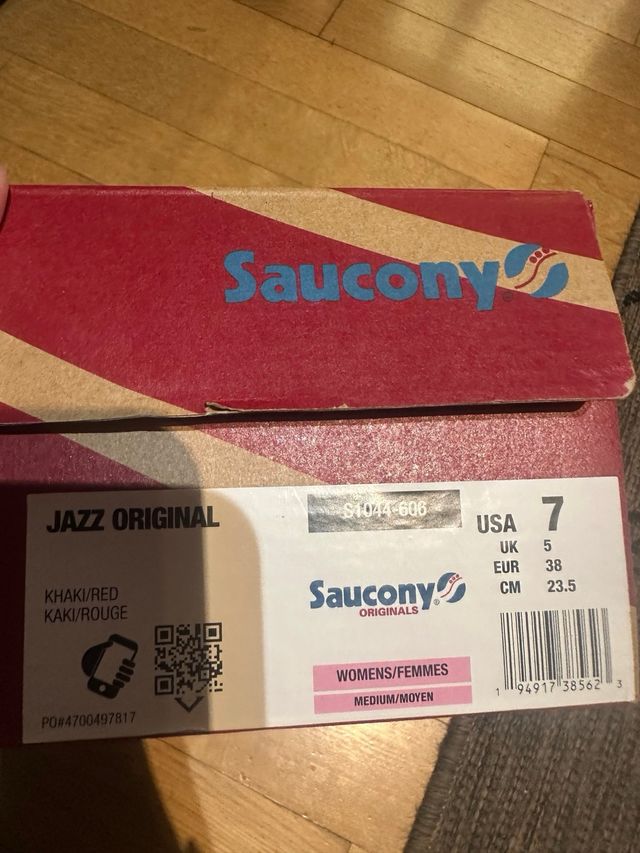 Saucony®
JAZZ ORIGINAL
S1044-606
USA 7
UK 5
EUR 38
CM 23.5
KHAKI/RED
KAKI/ROUGE
Saucony®
ORIGINALS
WOMENS/FEMMES
MEDIUM/MOYEN
1 94917 38562 3
PO#4700497817